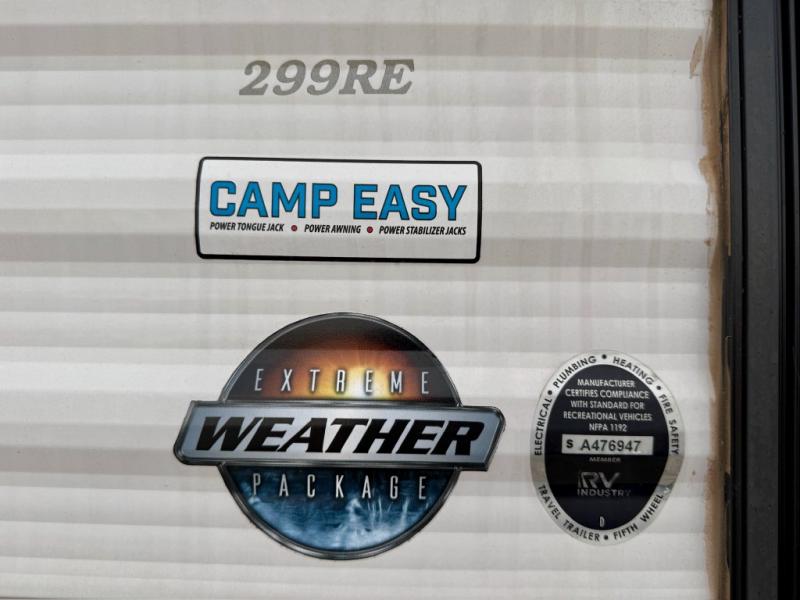 299RE
CAMP EASY
POWER TONGUE JACK • POWER AWNING • POWER STABILIZER JACKS
EXTREME
WEATHER
PACKAGE
ELECTRICAL • PLUMBING • HEATING • FIRE SAFETY
MANUFACTURER
CERTIFIES COMPLIANCE
WITH STANDARD FOR
RECREATIONAL VEHICLES
NFPA 1192
S A476947
MEMBER
RV
INDUSTRY
D
TRAVEL TRAILER • FIFTH WHEEL